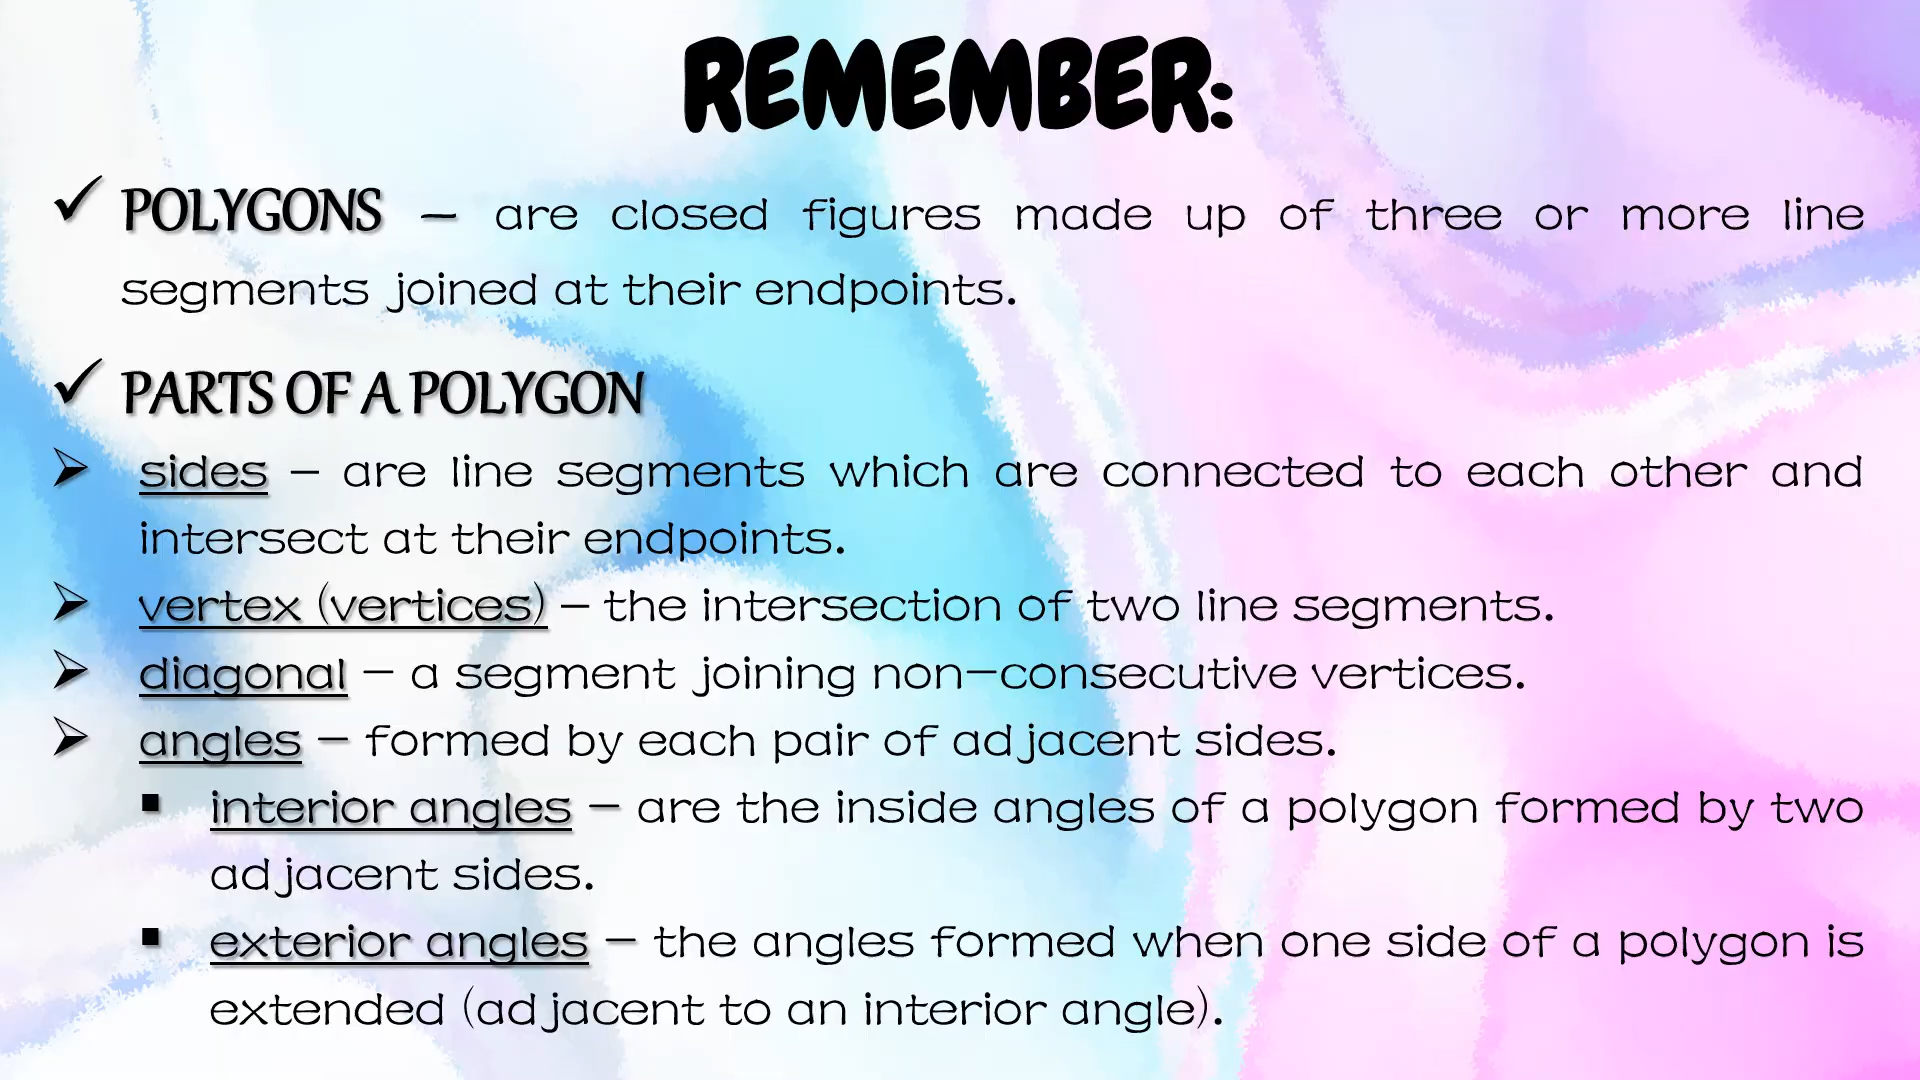 REMEMBER:
✓ POLYGONS – are closed figures made up of three or more line
segments joined at their endpoints.
✓ PARTS OF A POLYGON
➢ sides – are line segments which are connected to each other and
intersect at their endpoints.
➢ vertex (vertices) – the intersection of two line segments.
➢ diagonal – a segment joining non-consecutive vertices.
➢ angles – formed by each pair of adjacent sides.
▪ interior angles – are the inside angles of a polygon formed by two
adjacent sides.
▪ exterior angles – the angles formed when one side of a polygon is
extended (adjacent to an interior angle).